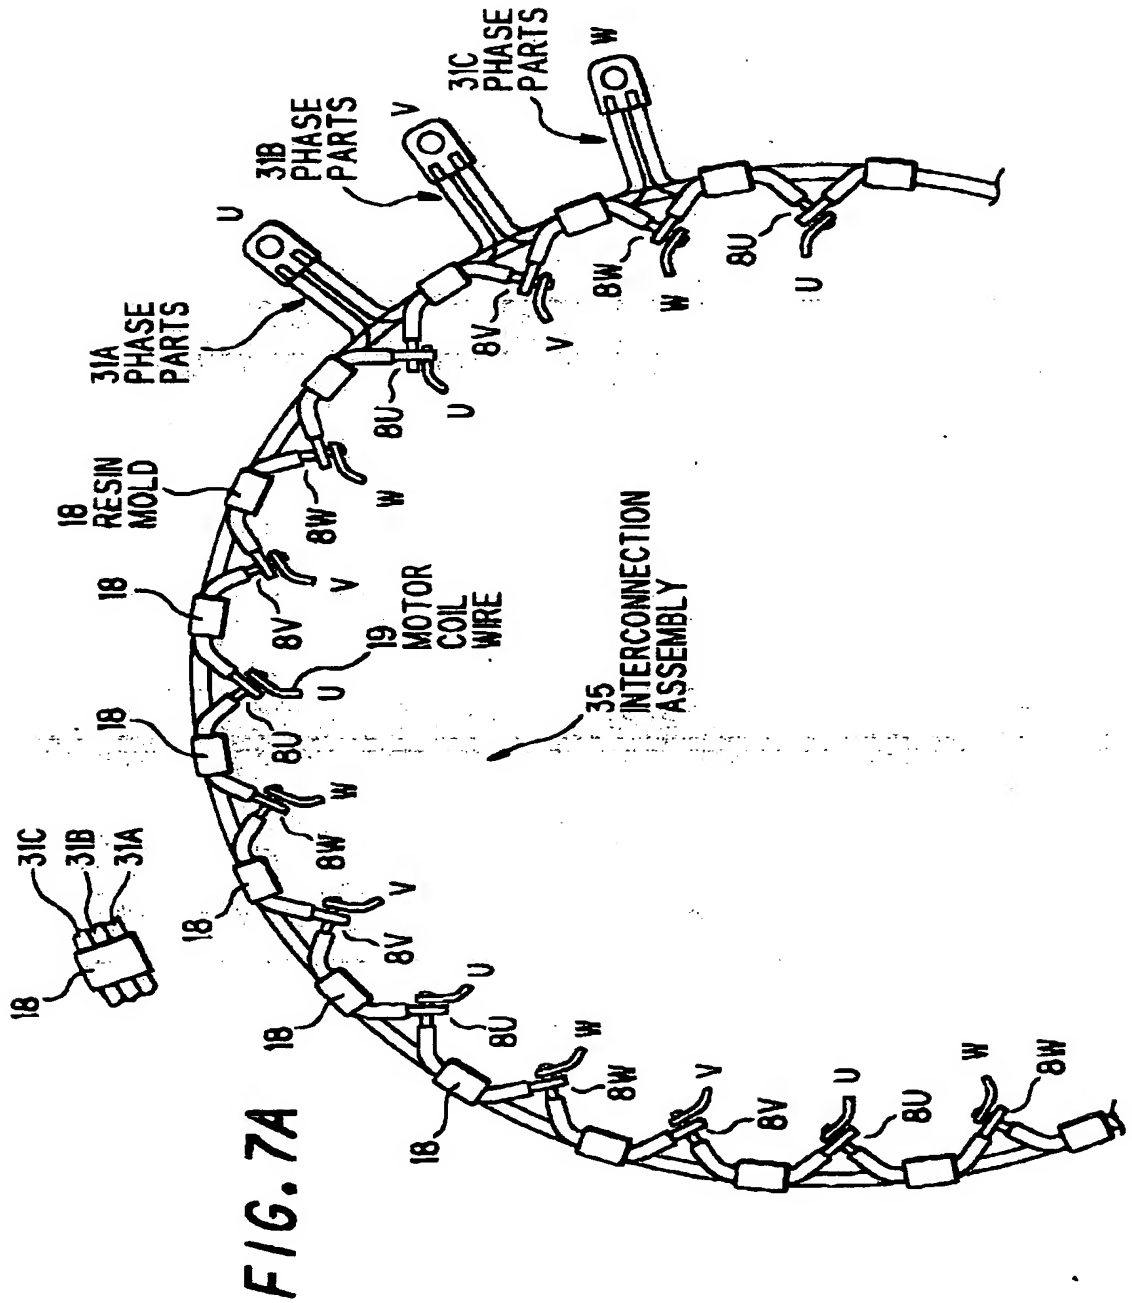 FIG. 7A
18
31C
31B
31A
18
18
18
18
18
18
RESIN
MOLD
31A
PHASE
PARTS
U
31B
PHASE
PARTS
V
31C
PHASE
PARTS
W
8W
W
8U
U
8V
V
8W
W
8U
U
8V
V
8W
W
8U
U
19
MOTOR
COIL
WIRE
8V
V
8W
W
8U
U
8V
V
8W
W
8U
U
35
INTERCONNECTION
ASSEMBLY